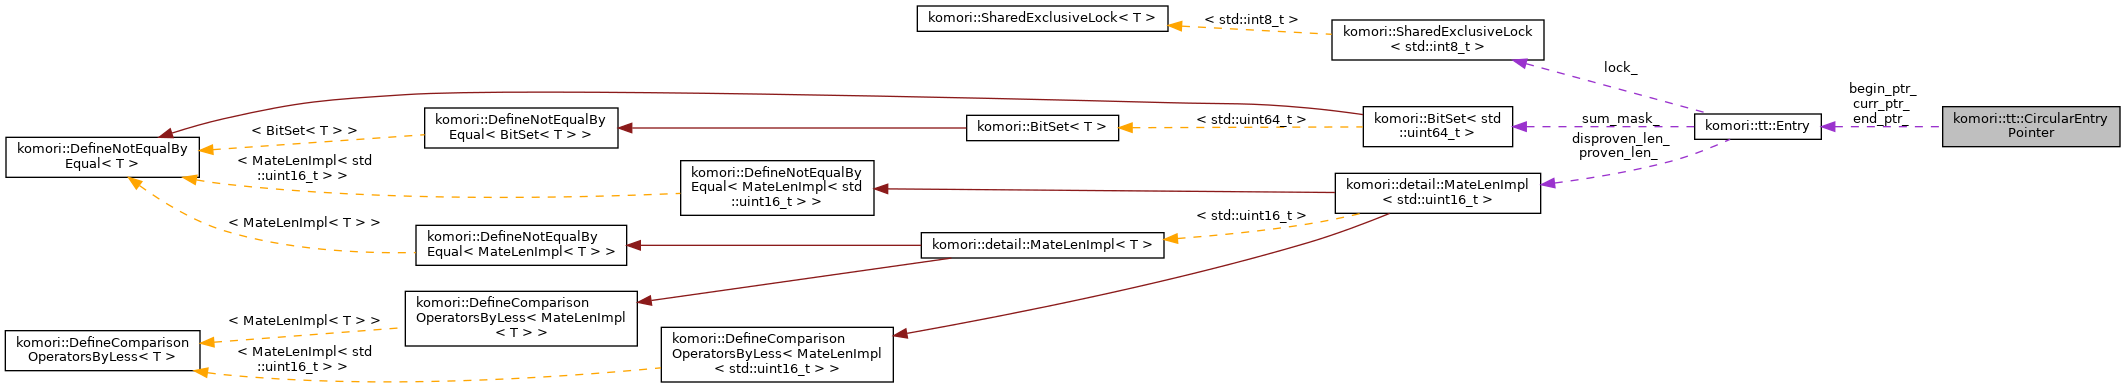 komori::SharedExclusiveLock< T >
< std::int8_t >
komori::SharedExclusiveLock
< std::int8_t >
lock_
begin_ptr_
curr_ptr_
end_ptr_
komori::tt::CircularEntry
Pointer
komori::tt::Entry
sum_mask_
disproven_len_
proven_len_
komori::BitSet< std
::uint64_t >
< std::uint64_t >
komori::BitSet< T >
komori::DefineNotEqualBy
Equal< BitSet< T > >
< BitSet< T > >
komori::DefineNotEqualBy
Equal< T >
< MateLenImpl< std
::uint16_t > >
komori::DefineNotEqualBy
Equal< MateLenImpl< std
::uint16_t > >
komori::detail::MateLenImpl
< std::uint16_t >
< std::uint16_t >
komori::detail::MateLenImpl< T >
komori::DefineNotEqualBy
Equal< MateLenImpl< T > >
< MateLenImpl< T > >
komori::DefineComparison
OperatorsByLess< MateLenImpl
< T > >
< MateLenImpl< T > >
komori::DefineComparison
OperatorsByLess< T >
< MateLenImpl< std
::uint16_t > >
komori::DefineComparison
OperatorsByLess< MateLenImpl
< std::uint16_t > >